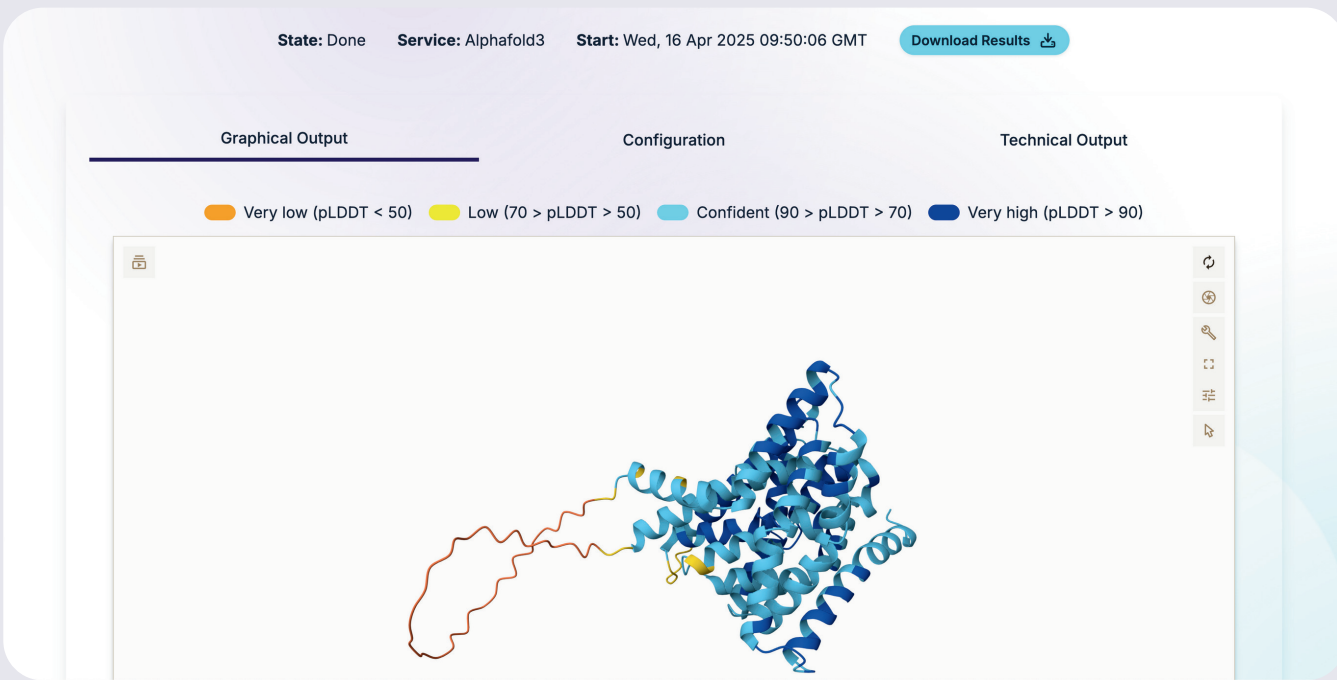 State: Done Service: Alphafold3 Start: Wed, 16 Apr 2025 09:50:06 GMT Download Results
Graphical Output Configuration Technical Output
Very low (pLDDT < 50) Low (70 > pLDDT > 50) Confident (90 > pLDDT > 70) Very high (pLDDT > 90)